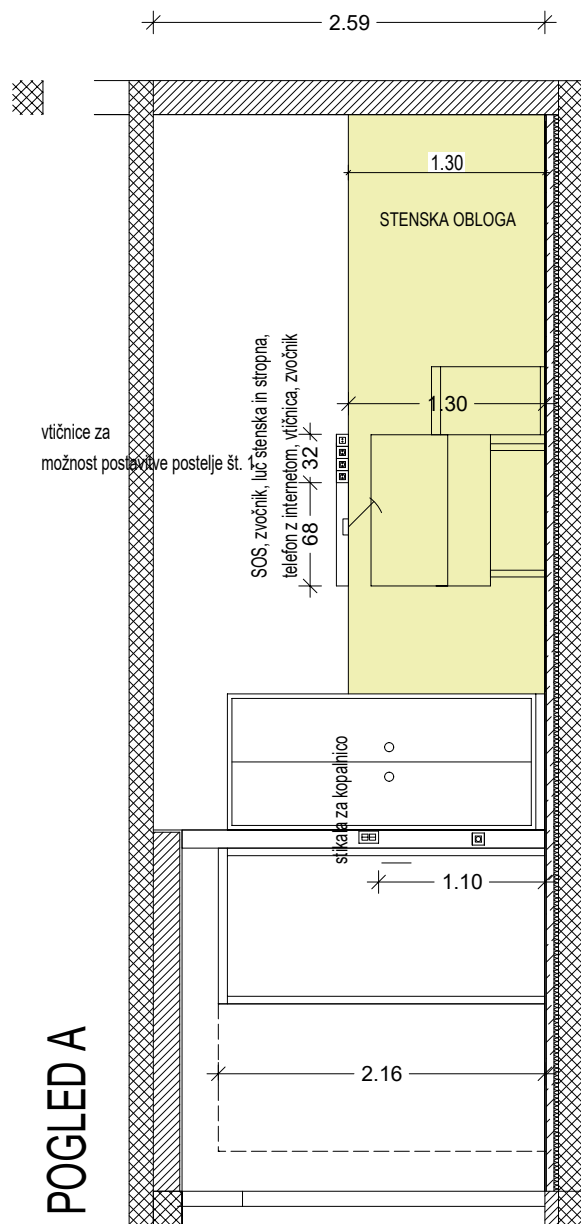 2.59
1.30
STENSKA OBLOGA
1.30
SOS, zvočnik, luč stenska in stropna,
telefon z internetom, vtičnica, zvočnik
32
68
vtičnice za
možnost postavitve postelje št. 1
stikala za kopalnico
1.10
2.16
POGLED A